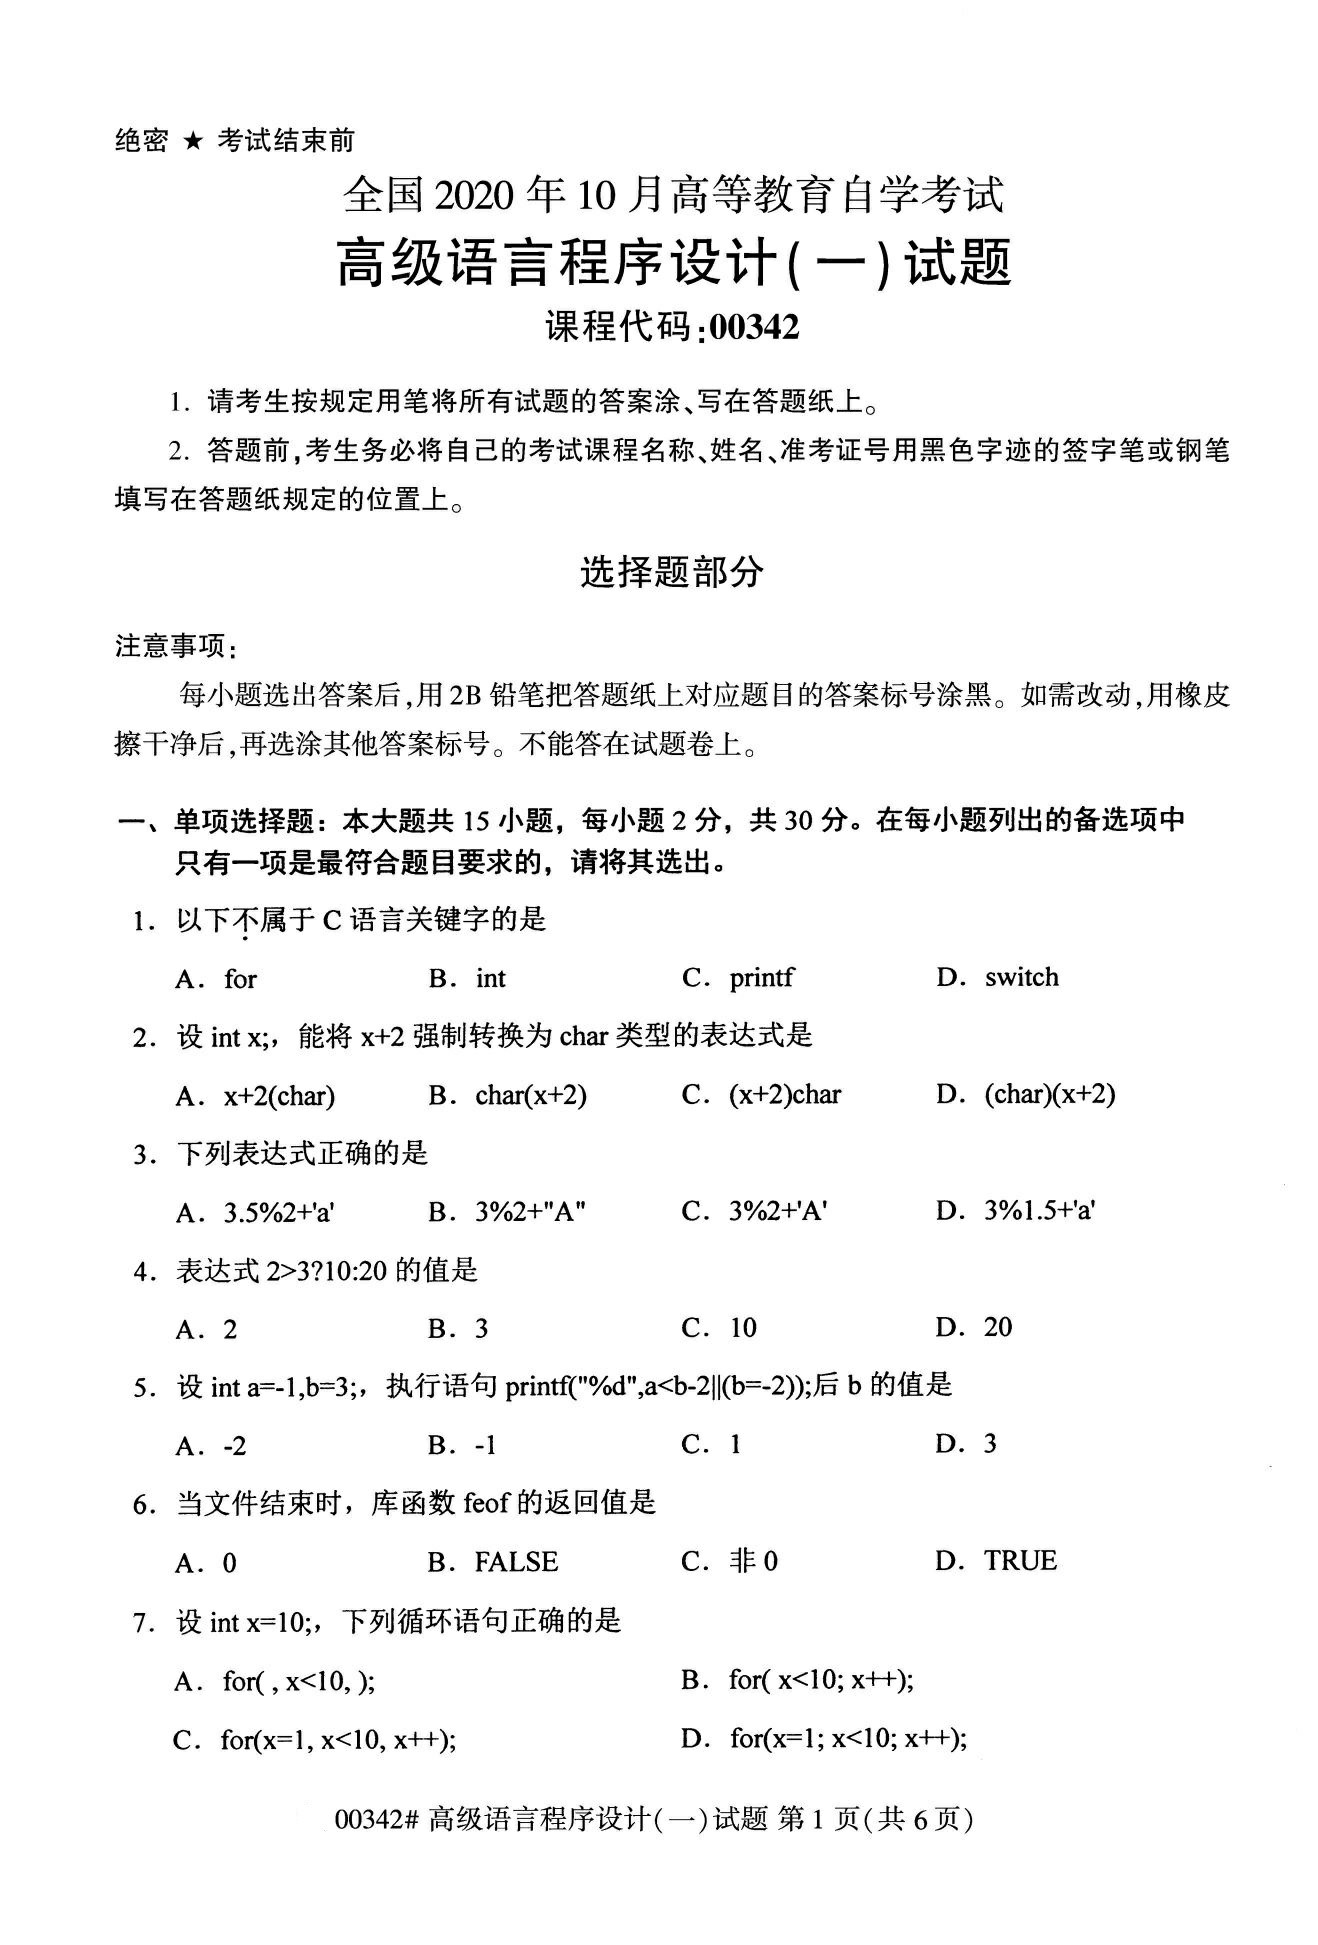 绝密 ★ 考试结束前
全国 2020 年 10 月高等教育自学考试
高级语言程序设计(一)试题
课程代码:00342
1. 请考生按规定用笔将所有试题的答案涂、写在答题纸上。
2. 答题前,考生务必将自己的考试课程名称、姓名、准考证号用黑色字迹的签字笔或钢笔
填写在答题纸规定的位置上。
选择题部分
注意事项:
每小题选出答案后,用 2B 铅笔把答题纸上对应题目的答案标号涂黑。如需改动,用橡皮
擦干净后,再选涂其他答案标号。不能答在试题卷上。
一、单项选择题：本大题共 15 小题，每小题 2 分，共 30 分。在每小题列出的备选项中
只有一项是最符合题目要求的，请将其选出。
1. 以下不属于 C 语言关键字的是
A. for B. int C. printf D. switch
2. 设 int x;，能将 x+2 强制转换为 char 类型的表达式是
A. x+2(char) B. char(x+2) C. (x+2)char D. (char)(x+2)
3. 下列表达式正确的是
A. 3.5%2+'a' B. 3%2+"A" C. 3%2+'A' D. 3%1.5+'a'
4. 表达式 2>3?10:20 的值是
A. 2 B. 3 C. 10 D. 20
5. 设 int a=-1,b=3;，执行语句 printf("%d",a<b-2||(b=-2));后 b 的值是
A. -2 B. -1 C. 1 D. 3
6. 当文件结束时，库函数 feof 的返回值是
A. 0 B. FALSE C. 非 0 D. TRUE
7. 设 int x=10;，下列循环语句正确的是
A. for( , x<10, ); B. for( x<10; x++);
C. for(x=1, x<10, x++); D. for(x=1; x<10; x++);
00342# 高级语言程序设计(一)试题 第 1 页(共 6 页)